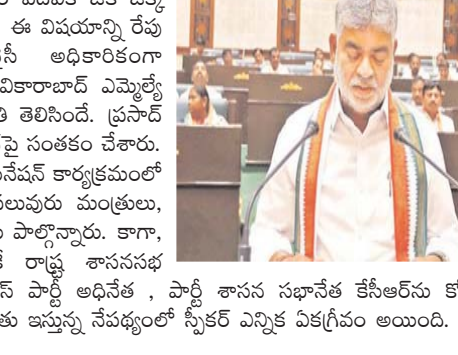 ఈ విషయాన్ని రేపు
అధికారికంగా
వికారాబాద్ ఎమ్మెల్యే
తెలిసిందే. ప్రసాద్
సంతకం చేశారు.
కార్యక్రమంలో
పలువురు మంత్రులు,
పాల్గొన్నారు. కాగా,
రాష్ట్ర శాసనసభ
పార్టీ అధినేత , పార్టీ శాసన సభానేత కేసీఆర్‌ను
ఇస్తున్న నేపథ్యంలో స్పీకర్ ఎన్నిక ఏకగ్రీవం అయింది.